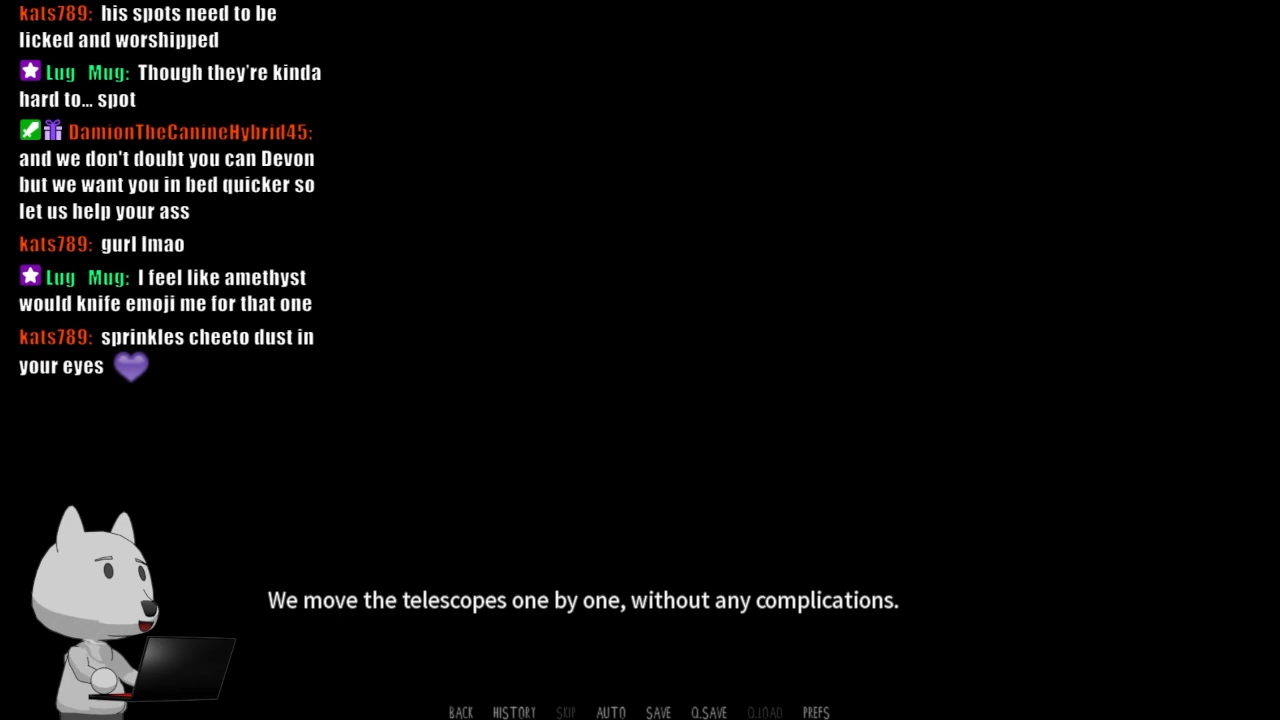 kats789: his spots need to be
licked and worshipped
Lug Mug: Though they're kinda
hard to... spot
DamionTheCanineHybrid45:
and we don't doubt you can Devon
but we want you in bed quicker so
let us help your ass
kats789: gurl lmao
Lug Mug: I feel like amethyst
would knife emoji me for that one
kats789: sprinkles cheeto dust in
your eyes
We move the telescopes one by one, without any complications.
BACK HISTORY SKIP AUTO SAVE Q.SAVE Q.LOAD PREFS